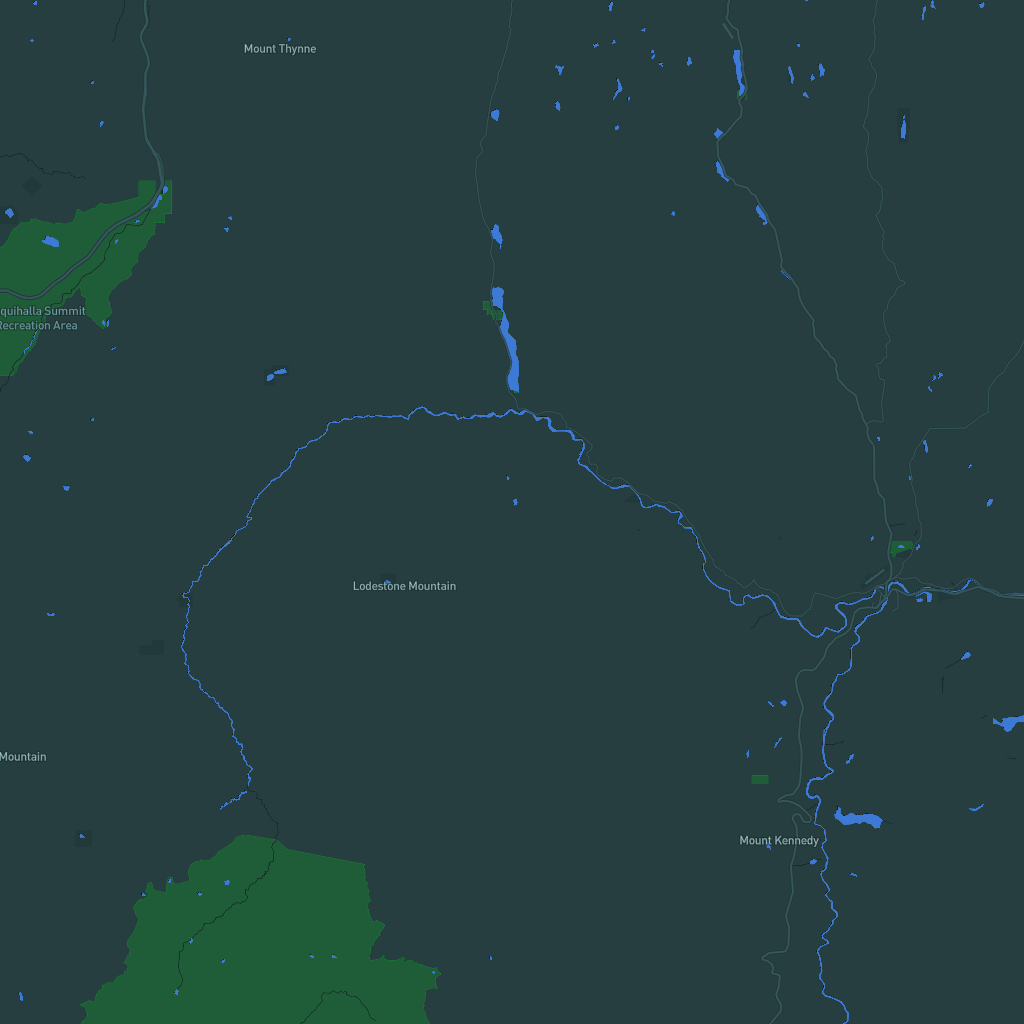 Mount Thynne
quihalla Summit
Recreation Area
Lodestone Mountain
Mountain
Mount Kennedy